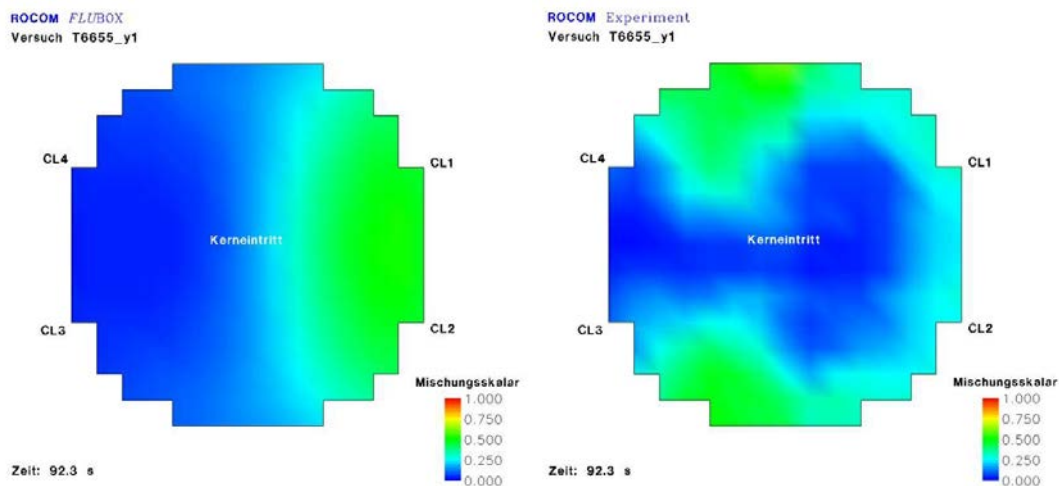 ROCOM FLUBOX
Versuch T6655_y1
CL4
CL1
Kerneintritt
CL3
CL2
Mischungsskalar
1.000
0.750
0.500
0.250
0.000
Zeit: 92.3 s
ROCOM Experiment
Versuch T6655_y1
CL4
CL1
Kerneintritt
CL3
CL2
Mischungsskalar
1.000
0.750
0.500
0.250
0.000
Zeit: 92.3 s